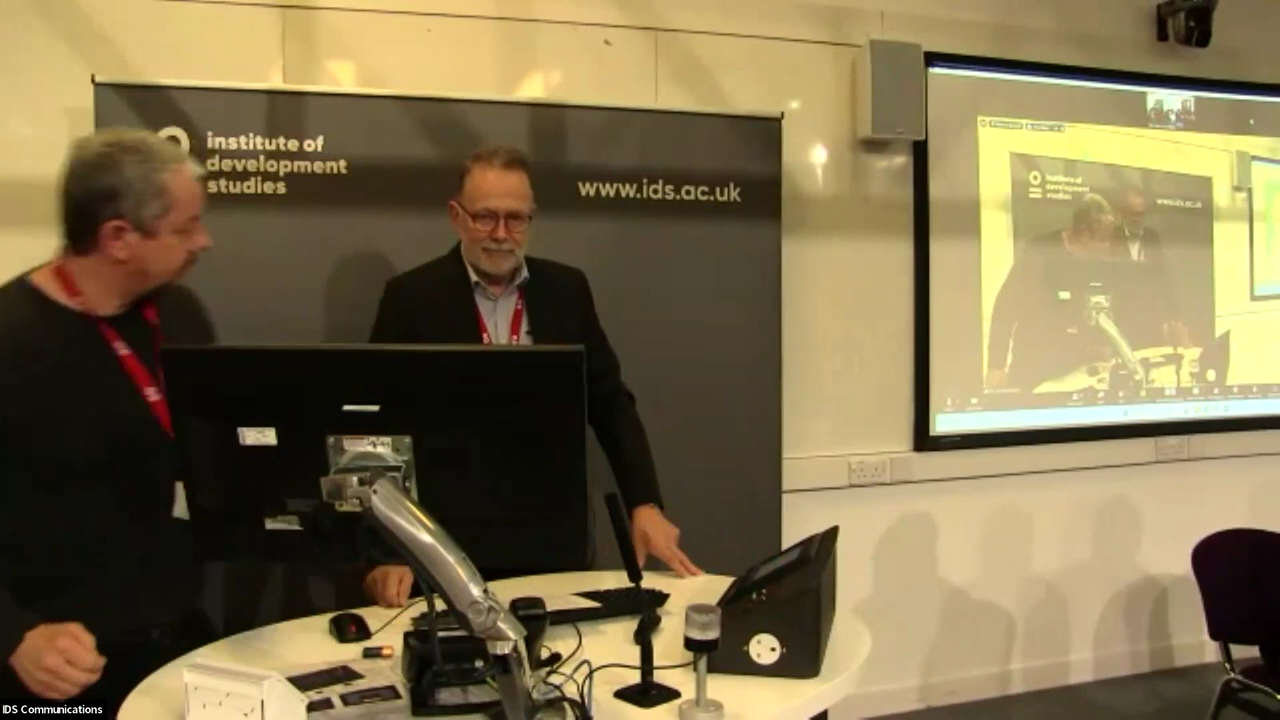 institute of
development
studies
www.ids.ac.uk
institute of
development
studies
www.ids.ac.uk
IDS Communications